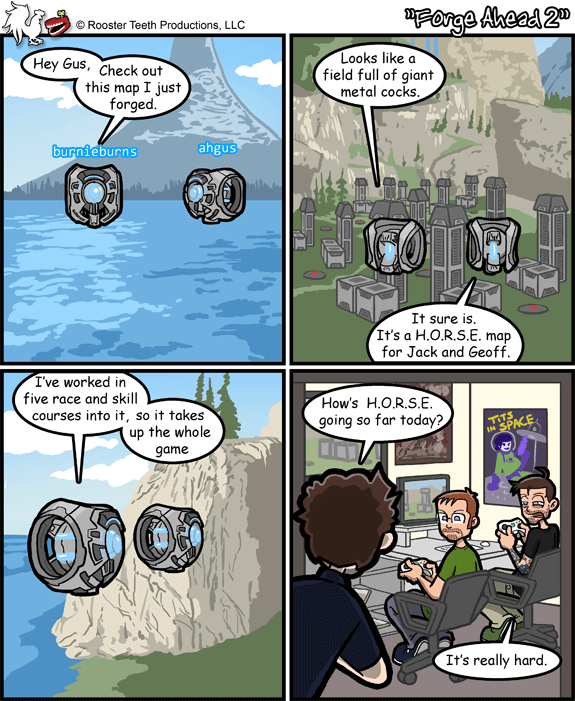 © Rooster Teeth Productions, LLC
"Forge Ahead 2"
Hey Gus,
Check out
this map I just
forged.
burnieburns
ahgus
Looks like a
field full of giant
metal cocks.
It sure is.
It's a H.O.R.S.E. map
for Jack and Geoff.
I've worked in
five race and skill
courses into it,
so it takes
up the whole
game
How's H.O.R.S.E.
going so far today?
TITS
IN SPACE
It's really hard.